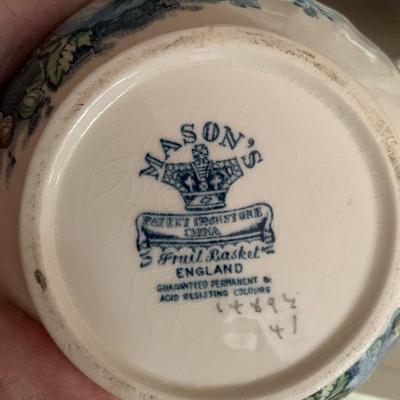 MASON'S
PATENT IRONSTONE
CHINA
Fruit Basket
ENGLAND
GUARANTEED PERMANENT &
ACID RESISTING COLOURS